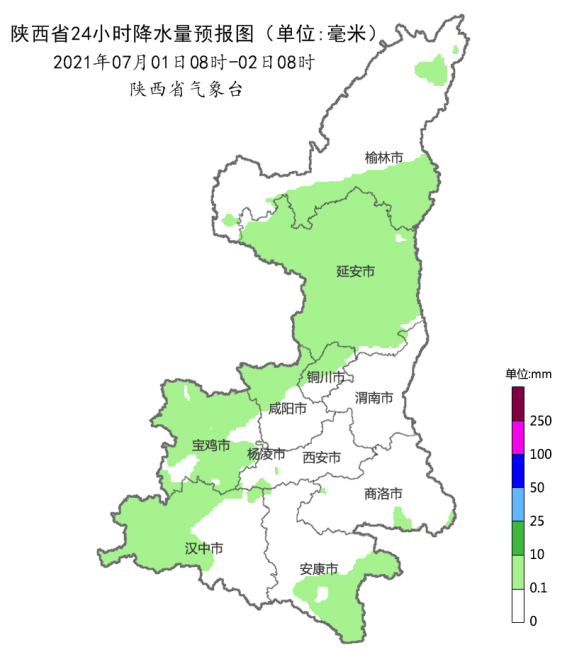 陕西省24小时降水量预报图（单位:毫米）
2021年07月01日08时-02日08时
陕西省气象台
榆林市
延安市
铜川市
渭南市
咸阳市
宝鸡市
杨凌市
西安市
商洛市
汉中市
安康市
单位:mm
250
100
50
25
10
0.1
0